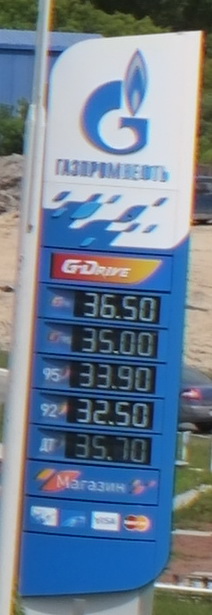 ГАЗПРОМНЕФТЬ
G-DRIVE
36.50
35.00
95 33.90
92 32.50
ДТ 35.70
Магазин
VISA